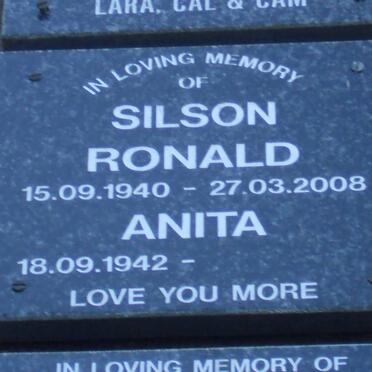 LARA, CAL & CAM
IN LOVING MEMORY
OF
SILSON
RONALD
15.09.1940 - 27.03.2008
ANITA
18.09.1942 -
LOVE YOU MORE
IN LOVING MEMORY OF